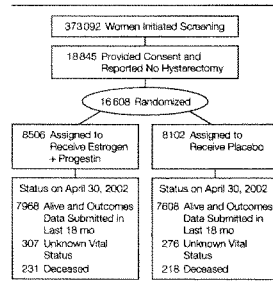 373092 Women Initiated Screening
18845 Provided Consent and
Reported No Hysterectomy
16608 Randomized
8506 Assigned to
Receive Estrogen
+ Progestin
8102 Assigned to
Receive Placebo
Status on April 30, 2002
7968 Alive and Outcomes
Data Submitted in
Last 18 mo
307 Unknown Vital
Status
231 Deceased
Status on April 30, 2002
7608 Alive and Outcomes
Data Submitted in
Last 18 mo
276 Unknown Vital
Status
218 Deceased